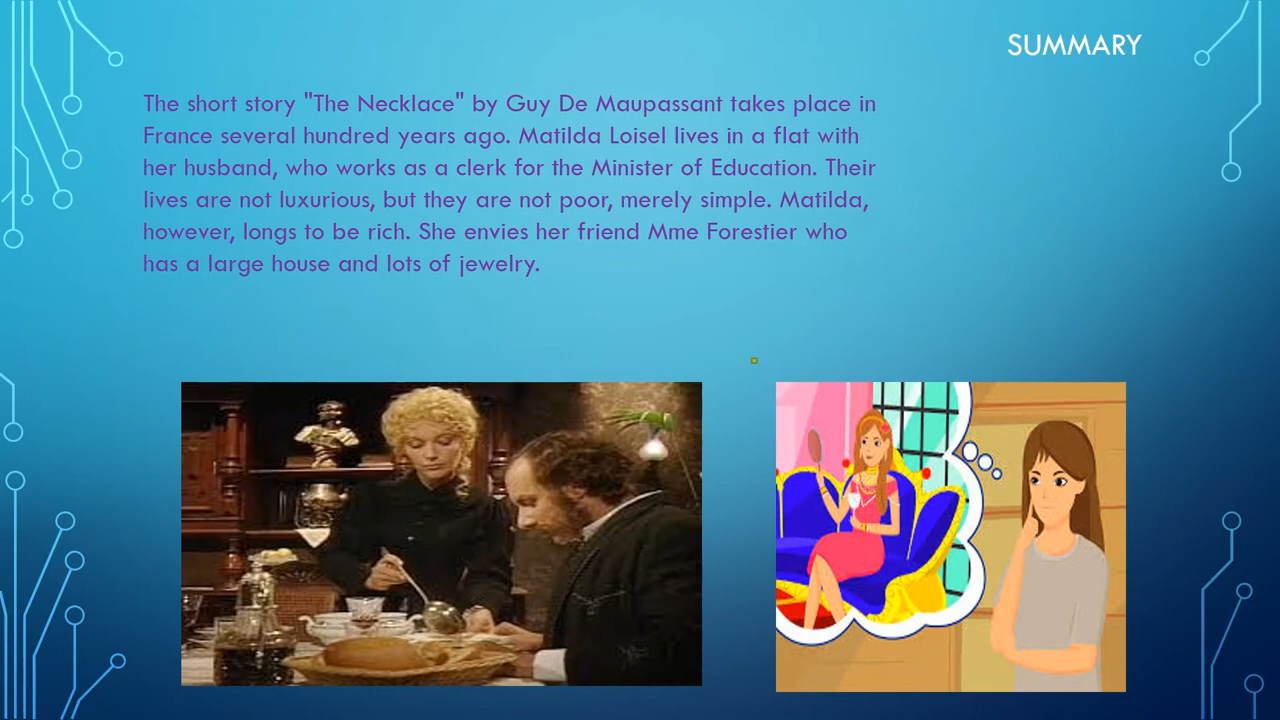 SUMMARY
The short story "The Necklace" by Guy De Maupassant takes place in
France several hundred years ago. Matilda Loisel lives in a flat with
her husband, who works as a clerk for the Minister of Education. Their
lives are not luxurious, but they are not poor, merely simple. Matilda,
however, longs to be rich. She envies her friend Mme Forestier who
has a large house and lots of jewelry.